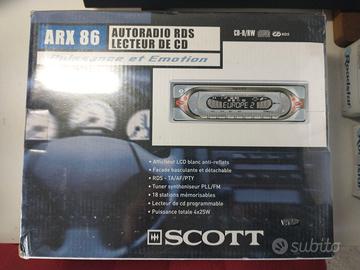 ARX 86
AUTORADIO RDS
LECTEUR DE CD
CD-R/RW
RDS
Puissance et Emotion
EUROPE 2
• Afficheur LCD blanc anti-reflets
• Facade basculante et détachable
• RDS - TA/AF/PTY
• Tuner synthoniseur PLL/FM
• 18 stations mémorisables
• Lecteur de cd programmable
• Puissance totale 4x25W
SCOTT
subito